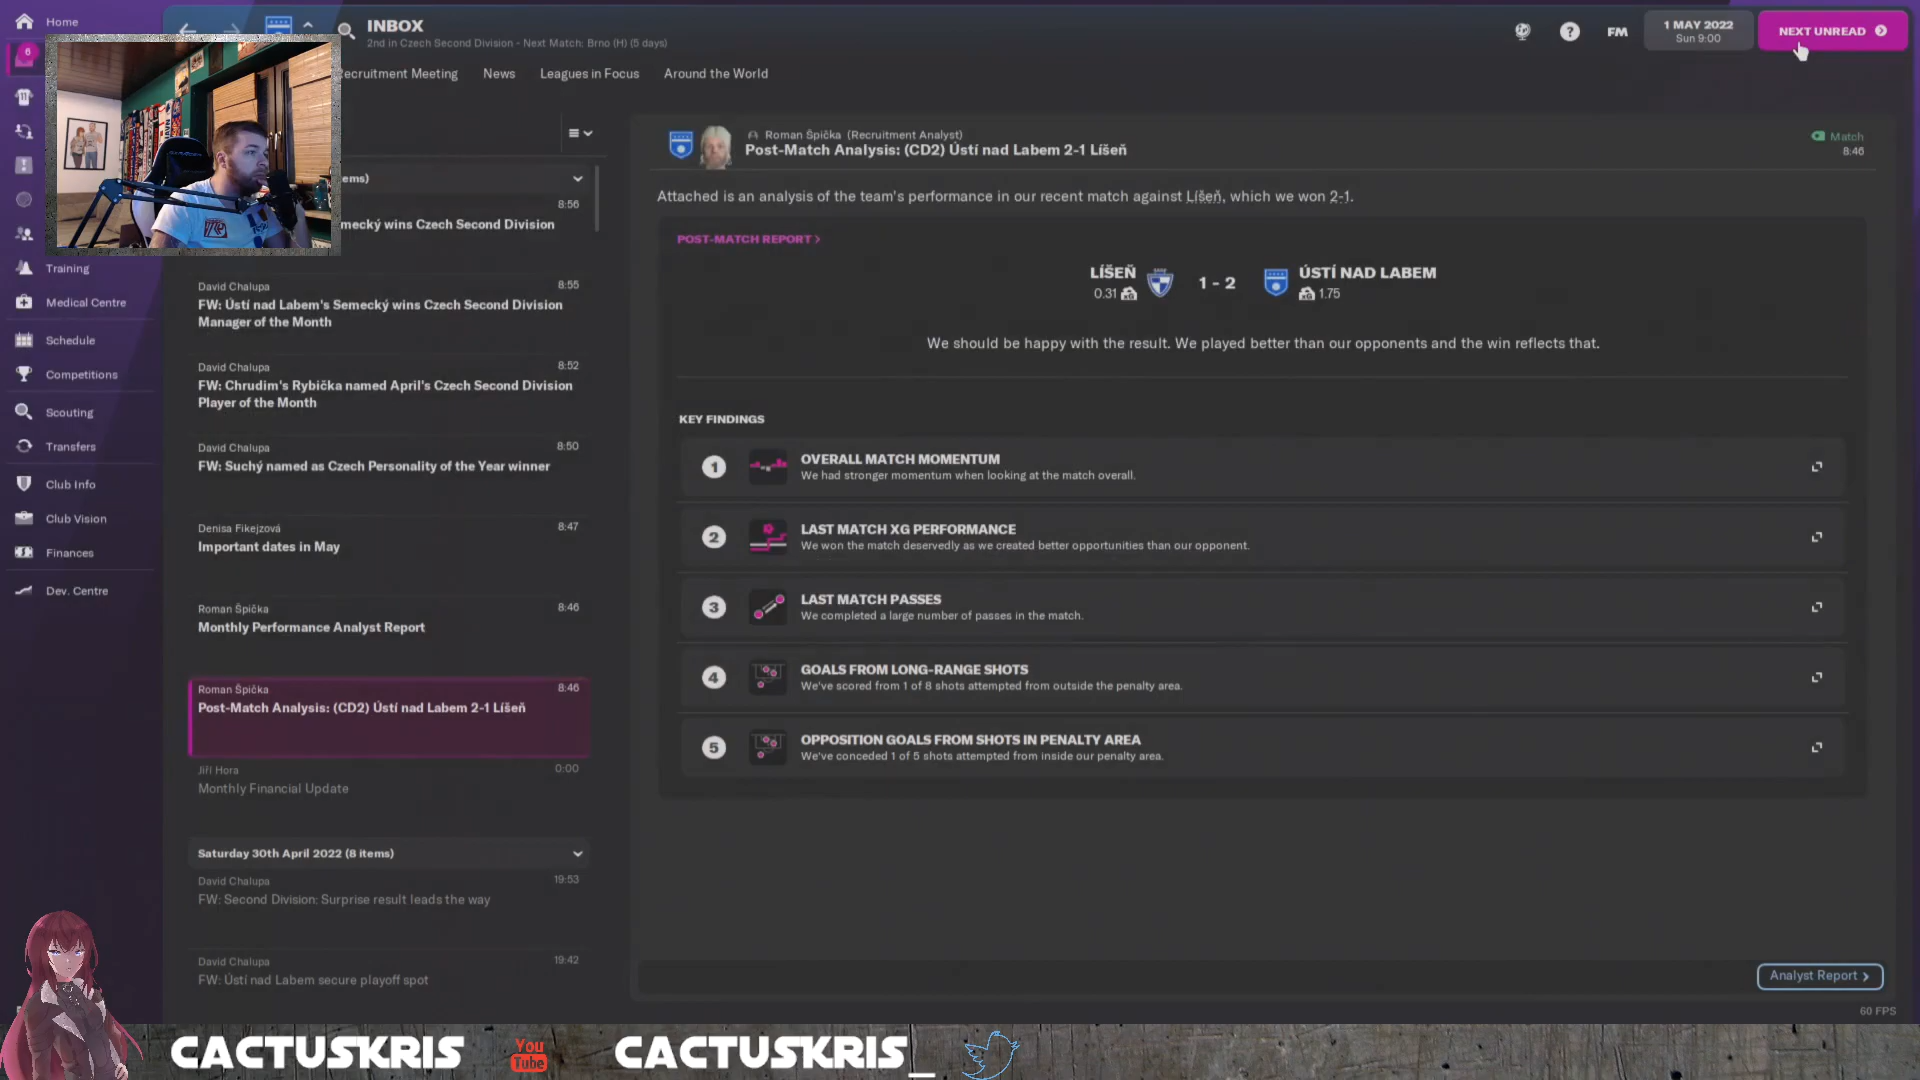 Home
INBOX
2nd in Czech Second Division - Next Match: Brno (H) (5 days)
FM
1 MAY 2022
Sun 9:00
NEXT UNREAD
6
Recruitment Meeting
News
Leagues in Focus
Around the World
8:56
mecký wins Czech Second Division
David Chalupa
8:55
FW: Ústí nad Labem's Semecký wins Czech Second Division
Manager of the Month
David Chalupa
8:52
FW: Chrudim's Rybička named April's Czech Second Division
Player of the Month
David Chalupa
8:50
FW: Suchý named as Czech Personality of the Year winner
Denisa Fikejzová
8:47
Important dates in May
Roman Špička
8:46
Monthly Performance Analyst Report
Roman Špička
8:46
Post-Match Analysis: (CD2) Ústí nad Labem 2-1 Líšeň
Jiří Hora
0:00
Monthly Financial Update
Saturday 30th April 2022 (8 items)
David Chalupa
19:53
FW: Second Division: Surprise result leads the way
David Chalupa
19:42
FW: Ústí nad Labem secure playoff spot
Training
Medical Centre
Schedule
Competitions
Scouting
Transfers
Club Info
Club Vision
Finances
Dev. Centre
Roman Špička (Recruitment Analyst)
Post-Match Analysis: (CD2) Ústí nad Labem 2-1 Líšeň
Match
8:46
Attached is an analysis of the team's performance in our recent match against Líšeň, which we won 2-1.
POST-MATCH REPORT >
LÍŠEŇ
0.31 xG
1 - 2
ÚSTÍ NAD LABEM
xG 1.75
We should be happy with the result. We played better than our opponents and the win reflects that.
KEY FINDINGS
1
OVERALL MATCH MOMENTUM
We had stronger momentum when looking at the match overall.
2
LAST MATCH XG PERFORMANCE
We won the match deservedly as we created better opportunities than our opponent.
3
LAST MATCH PASSES
We completed a large number of passes in the match.
4
GOALS FROM LONG-RANGE SHOTS
We've scored from 1 of 8 shots attempted from outside the penalty area.
5
OPPOSITION GOALS FROM SHOTS IN PENALTY AREA
We've conceded 1 of 5 shots attempted from inside our penalty area.
Analyst Report >
60 FPS
CACTUSKRIS
You
Tube
CACTUSKRIS_